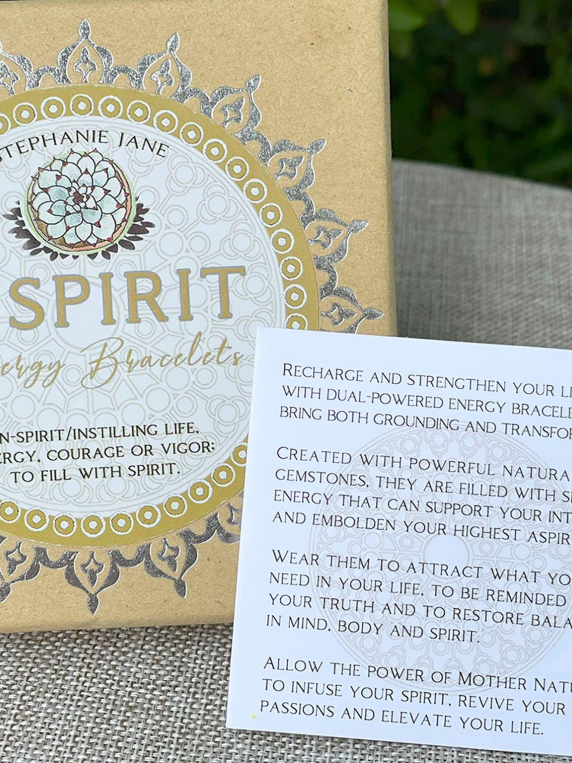 STEPHANIE JANE
SPIRIT
ergy Bracelets
N-SPIRIT/INSTILLING LIFE,
ERGY, COURAGE OR VIGOR;
TO FILL WITH SPIRIT.
RECHARGE AND STRENGTHEN YOUR LI
WITH DUAL-POWERED ENERGY BRACELE
BRING BOTH GROUNDING AND TRANSFOR
CREATED WITH POWERFUL NATURA
GEMSTONES, THEY ARE FILLED WITH S
ENERGY THAT CAN SUPPORT YOUR INT
AND EMBOLDEN YOUR HIGHEST ASPIR
WEAR THEM TO ATTRACT WHAT YO
NEED IN YOUR LIFE, TO BE REMINDED
YOUR TRUTH AND TO RESTORE BALA
IN MIND, BODY AND SPIRIT.
ALLOW THE POWER OF MOTHER NATU
TO INFUSE YOUR SPIRIT, REVIVE YOUR
PASSIONS AND ELEVATE YOUR LIFE.